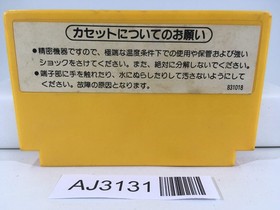 カセットについてのお願い
●精密機器ですので、極端な温度条件下での使用や保管および強い
ショックをさけてください。また、絶対に分解しないでください。
●端子部に手を触れたり、水にぬらしたりして汚さないようにして
ください。故障の原因となります。
831018
AJ3131